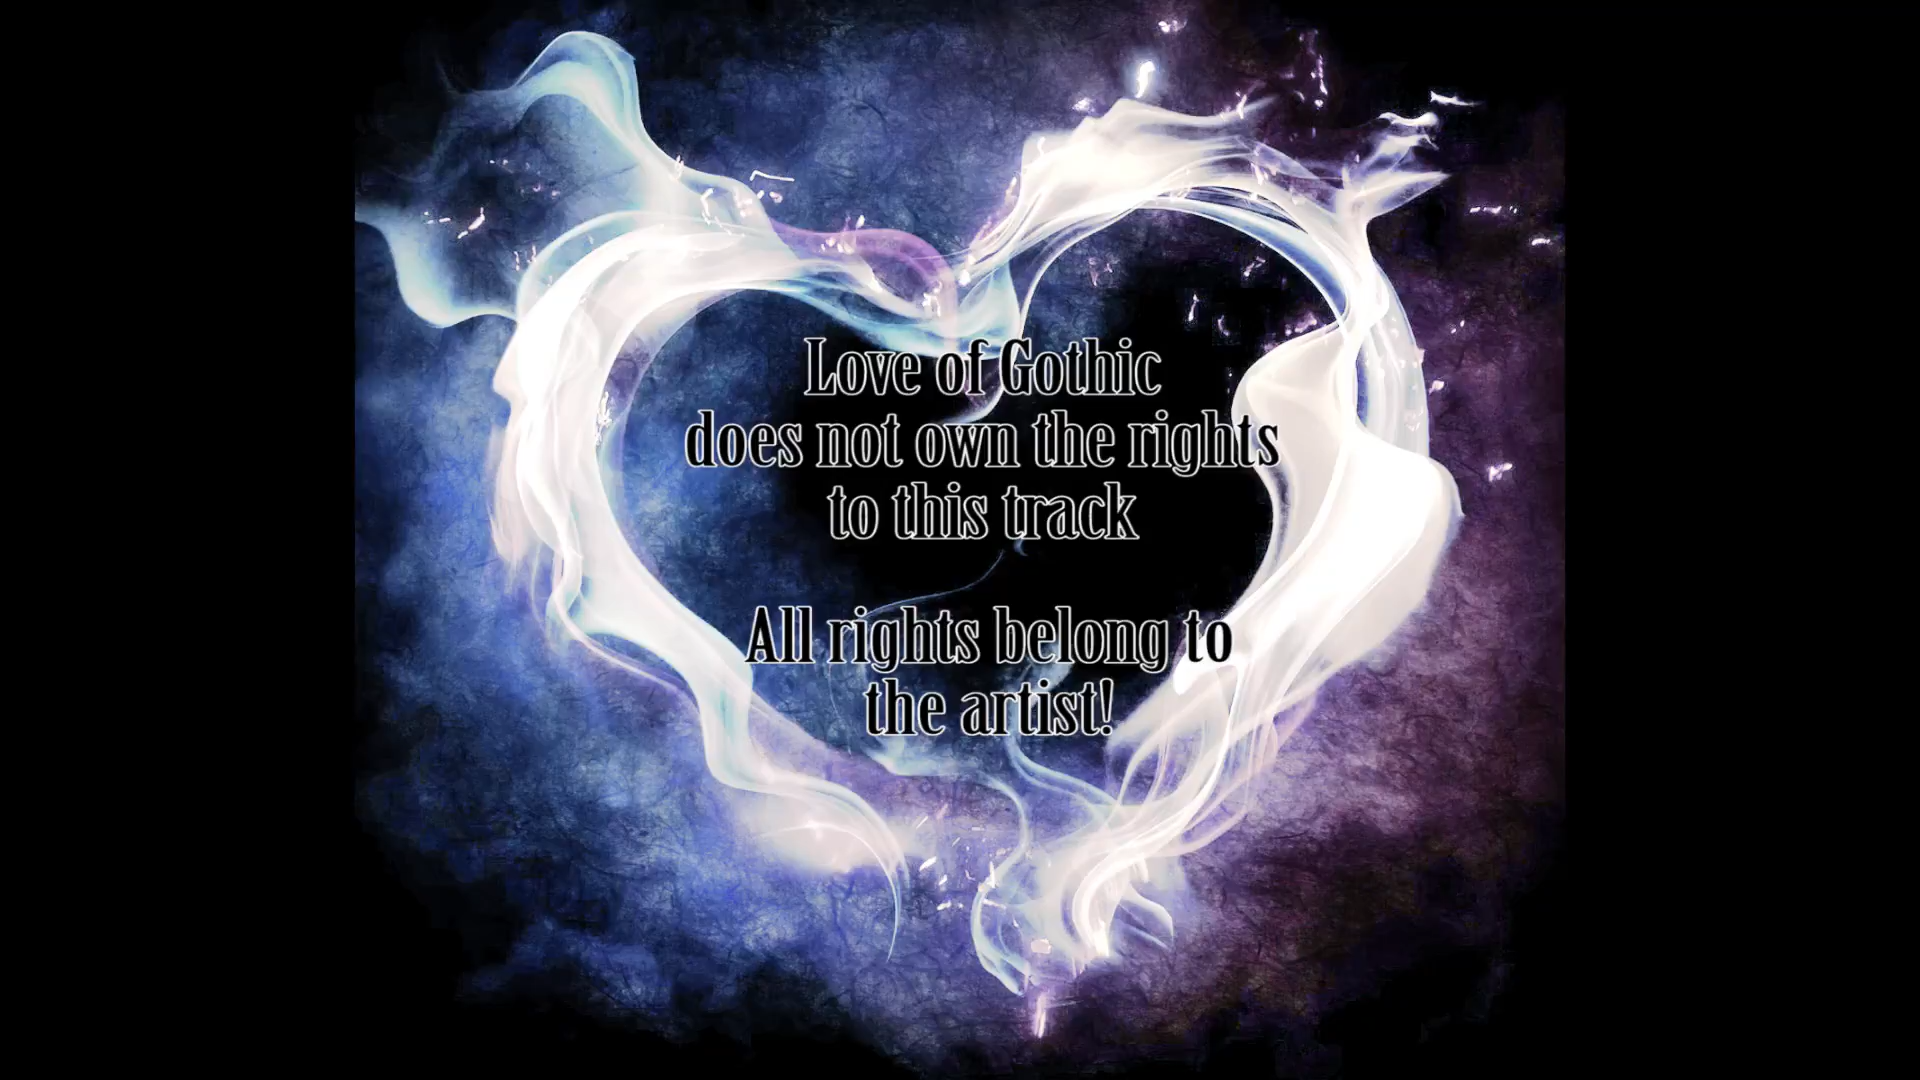 Love of Gothic
does not own the rights
to this track
All rights belong to
the artist!